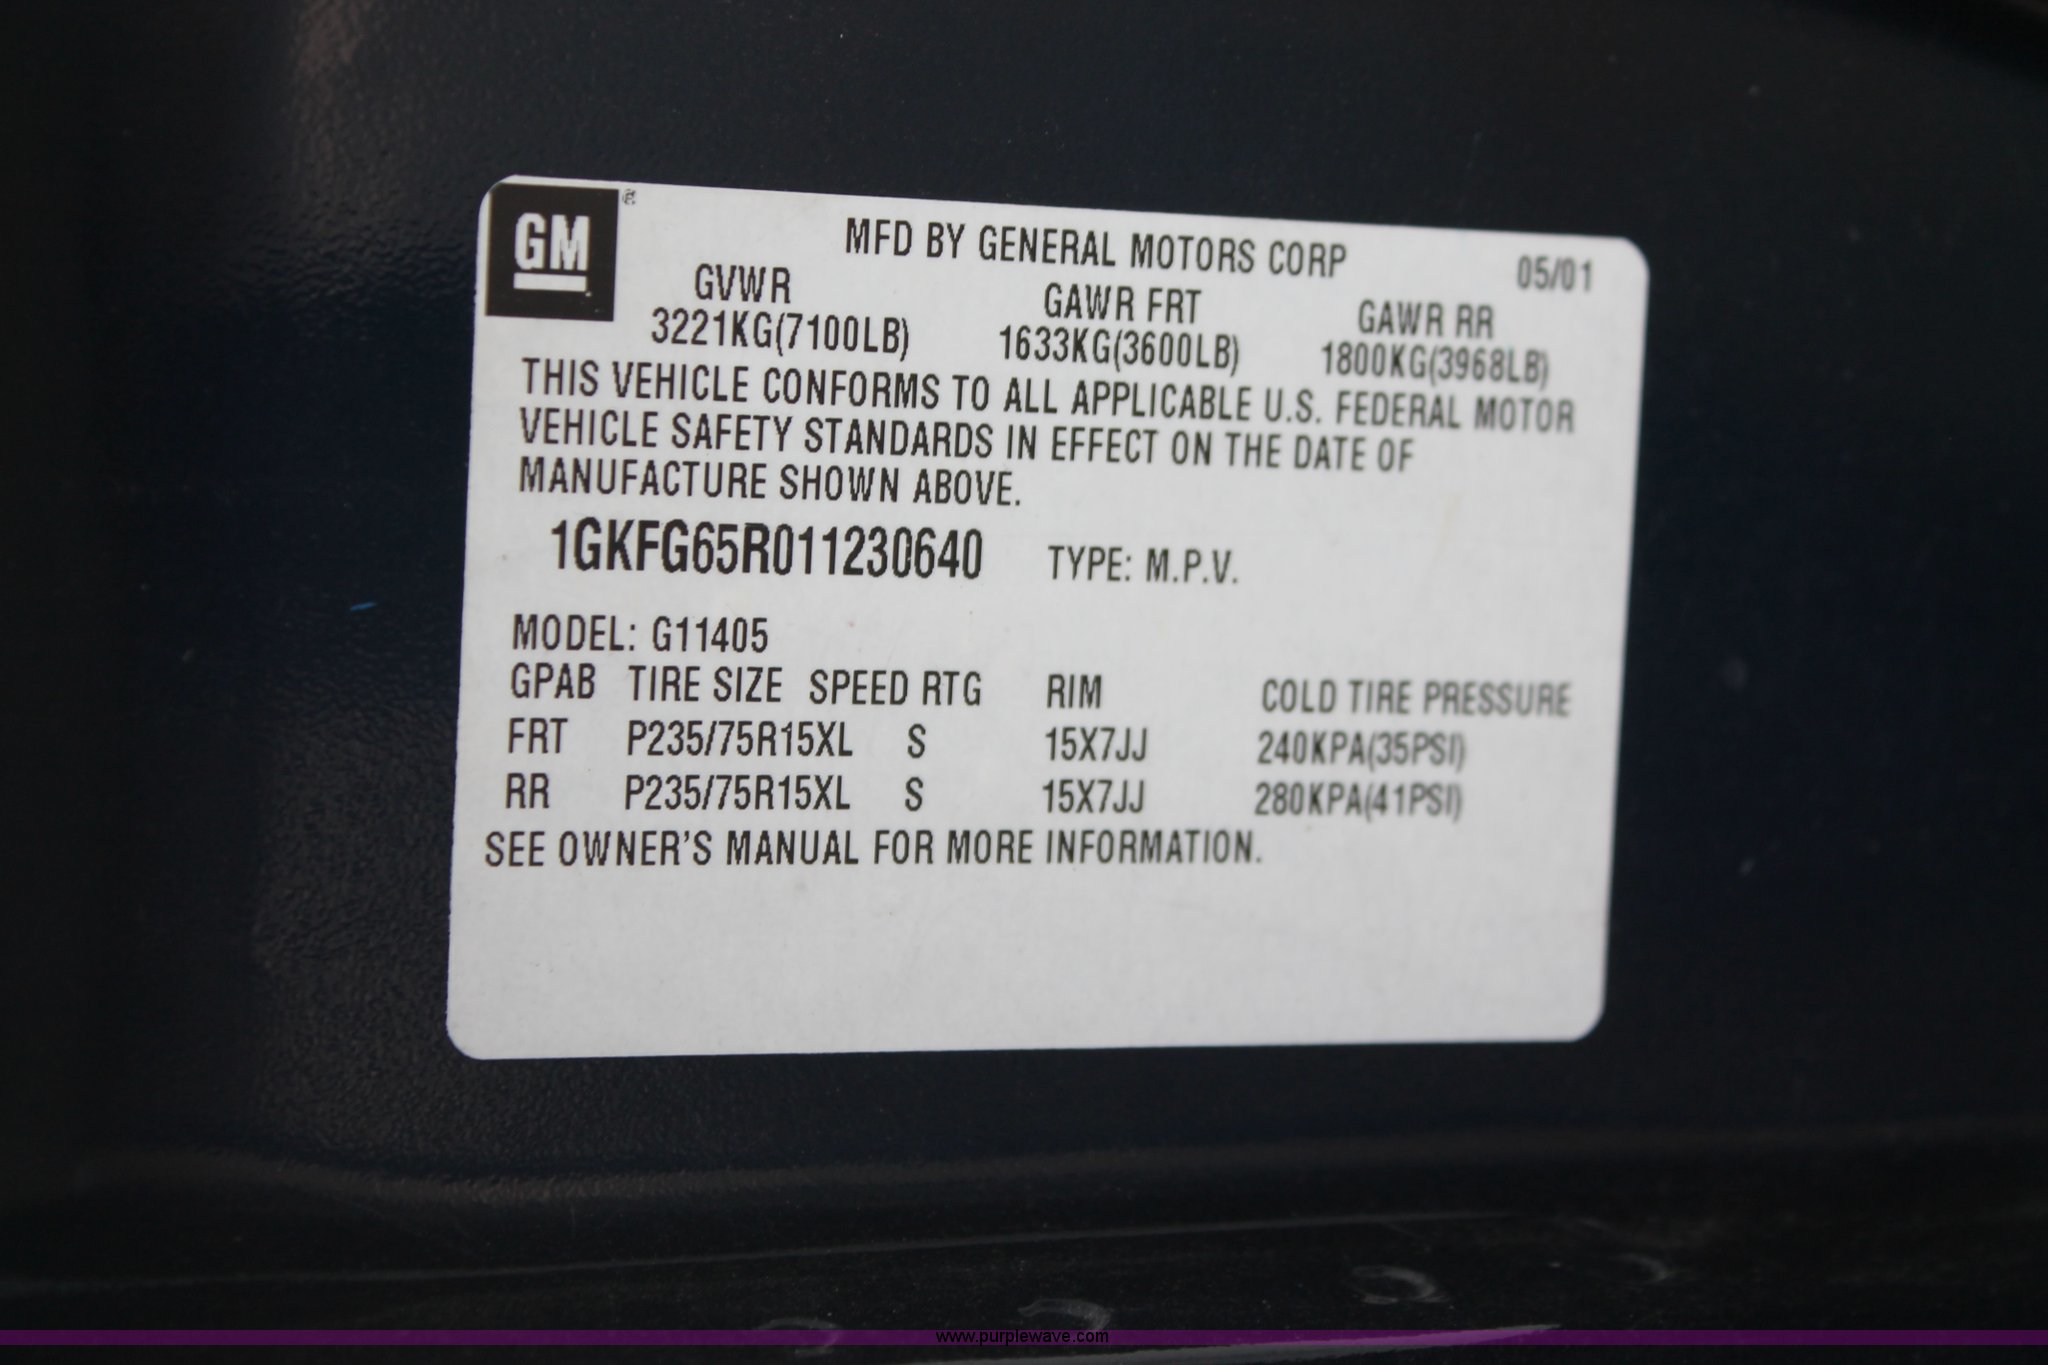 GM ®
MFD BY GENERAL MOTORS CORP 05/01
GVWR GAWR FRT GAWR RR
3221KG(7100LB) 1633KG(3600LB) 1800KG(3968LB)
THIS VEHICLE CONFORMS TO ALL APPLICABLE U.S. FEDERAL MOTOR
VEHICLE SAFETY STANDARDS IN EFFECT ON THE DATE OF
MANUFACTURE SHOWN ABOVE.
1GKFG65R011230640 TYPE: M.P.V.
MODEL: G11405
GPAB TIRE SIZE SPEED RTG RIM COLD TIRE PRESSURE
FRT P235/75R15XL S 15X7JJ 240KPA(35PSI)
RR P235/75R15XL S 15X7JJ 280KPA(41PSI)
SEE OWNER'S MANUAL FOR MORE INFORMATION.
www.purplewave.com